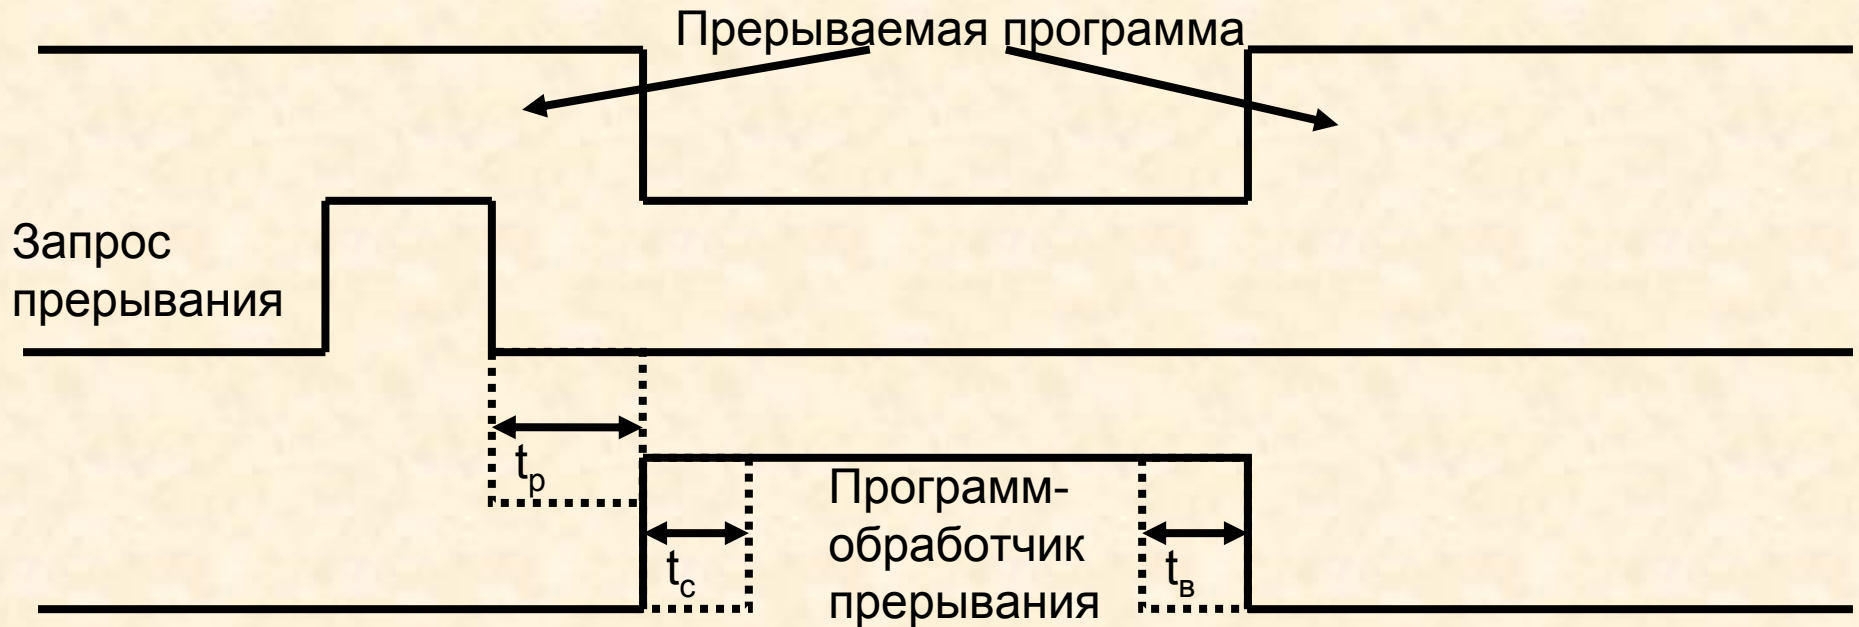 Прерываемая программа
Запрос
прерывания
tр
Программ-
обработчик
прерывания
tс
tв